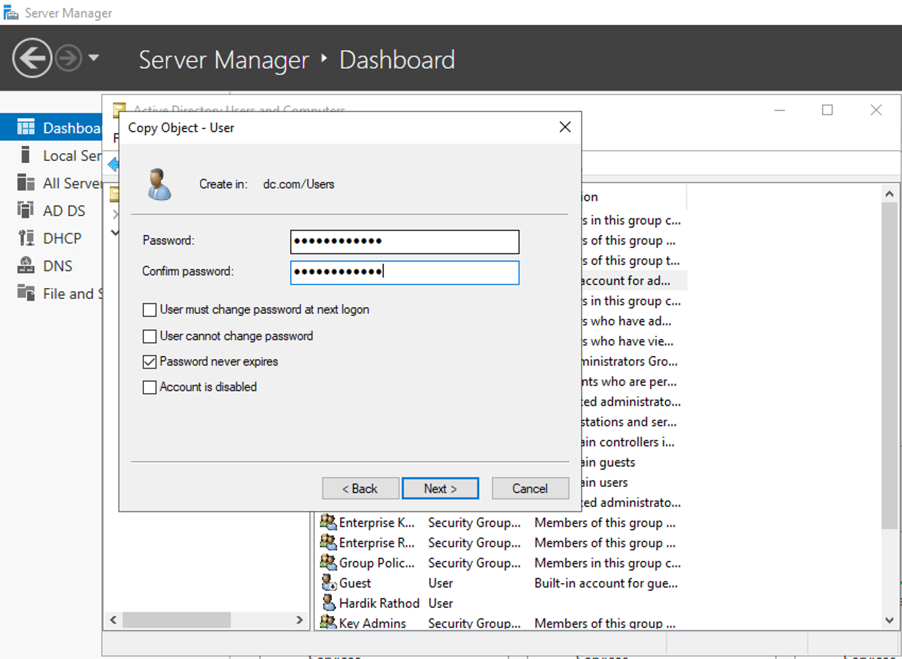 Server Manager
Server Manager ‣ Dashboard
Active Directory Users and Computers
Copy Object - User
Dashboa
Local Ser
All Server
AD DS
DHCP
DNS
File and S
F
Create in: dc.com/Users
Password: ●●●●●●●●●●●●
Confirm password: ●●●●●●●●●●●●
User must change password at next logon
User cannot change password
Password never expires
Account is disabled
< Back Next > Cancel
ion
s in this group c...
s of this group ...
s of this group t...
account for ad...
s in this group c...
s who have ad...
s who have vie...
ministrators Gro...
nts who are per...
ed administrato...
stations and ser...
ain controllers i...
ain guests
ain users
ed administrato...
Enterprise K... Security Group... Members of this group ...
Enterprise R... Security Group... Members of this group ...
Group Polic... Security Group... Members in this group c...
Guest User Built-in account for gue...
Hardik Rathod User
Key Admins Security Group... Members of this group ...